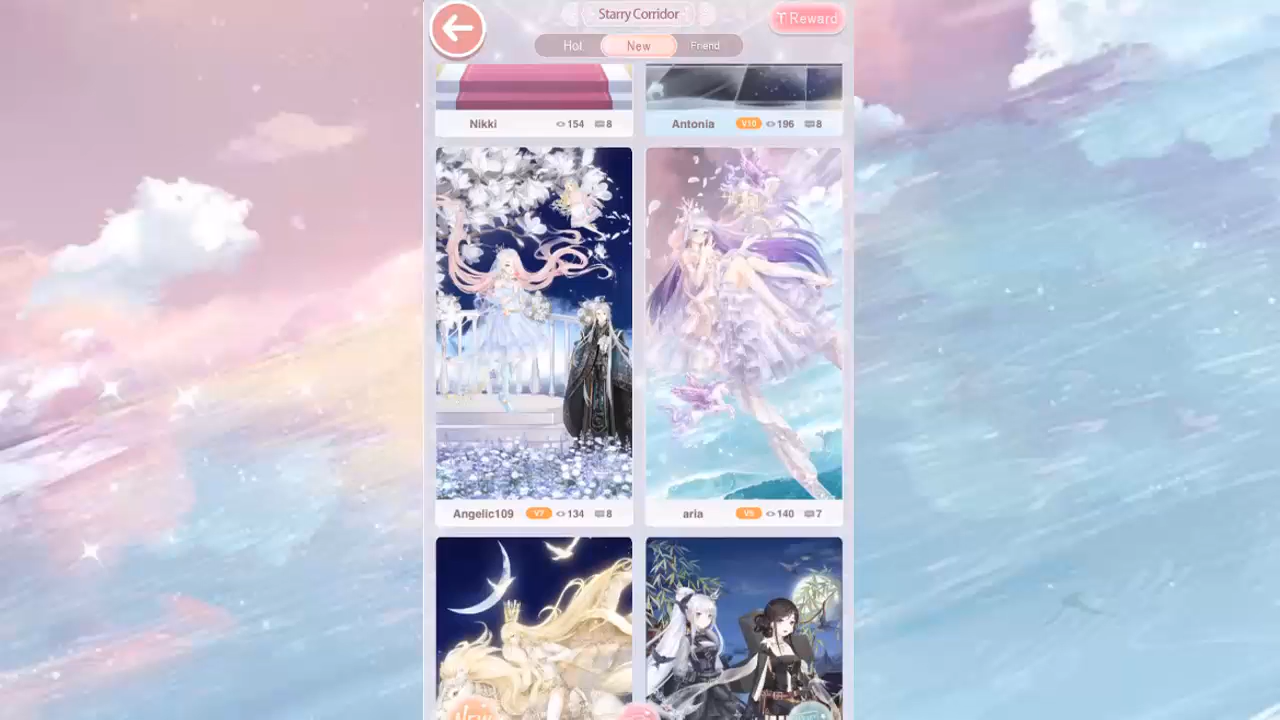 Starry Corridor
Reward
Hot
New
Friend
Nikki 154 8
Antonia V10 196 8
Angelic109 V7 134 8
aria V9 140 7
New